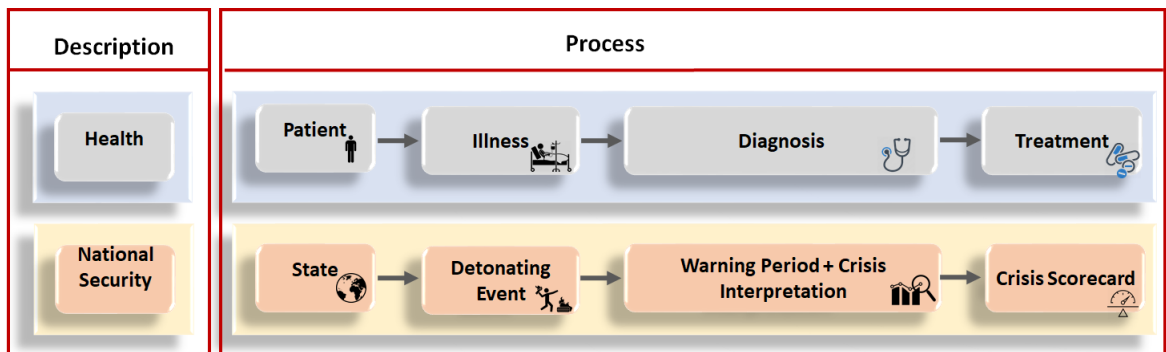 Description
Process
Health
Patient
Illness
Diagnosis
Treatment
National
Security
State
Detonating
Event
Warning Period + Crisis
Interpretation
Crisis Scorecard